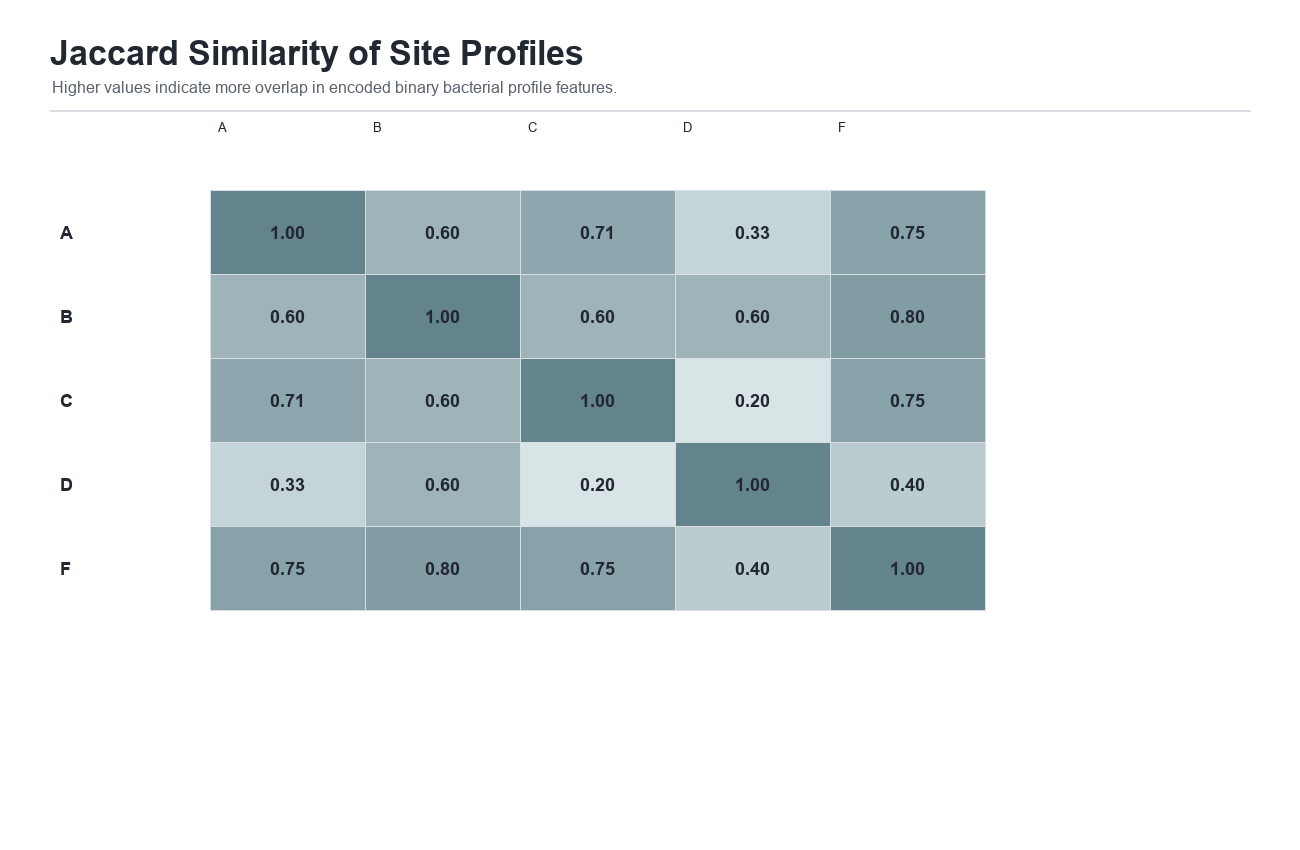 Jaccard Similarity of Site Profiles
Higher values indicate more overlap in encoded binary bacterial profile features.
A B C D F
A 1.00 0.60 0.71 0.33 0.75
B 0.60 1.00 0.60 0.60 0.80
C 0.71 0.60 1.00 0.20 0.75
D 0.33 0.60 0.20 1.00 0.40
F 0.75 0.80 0.75 0.40 1.00